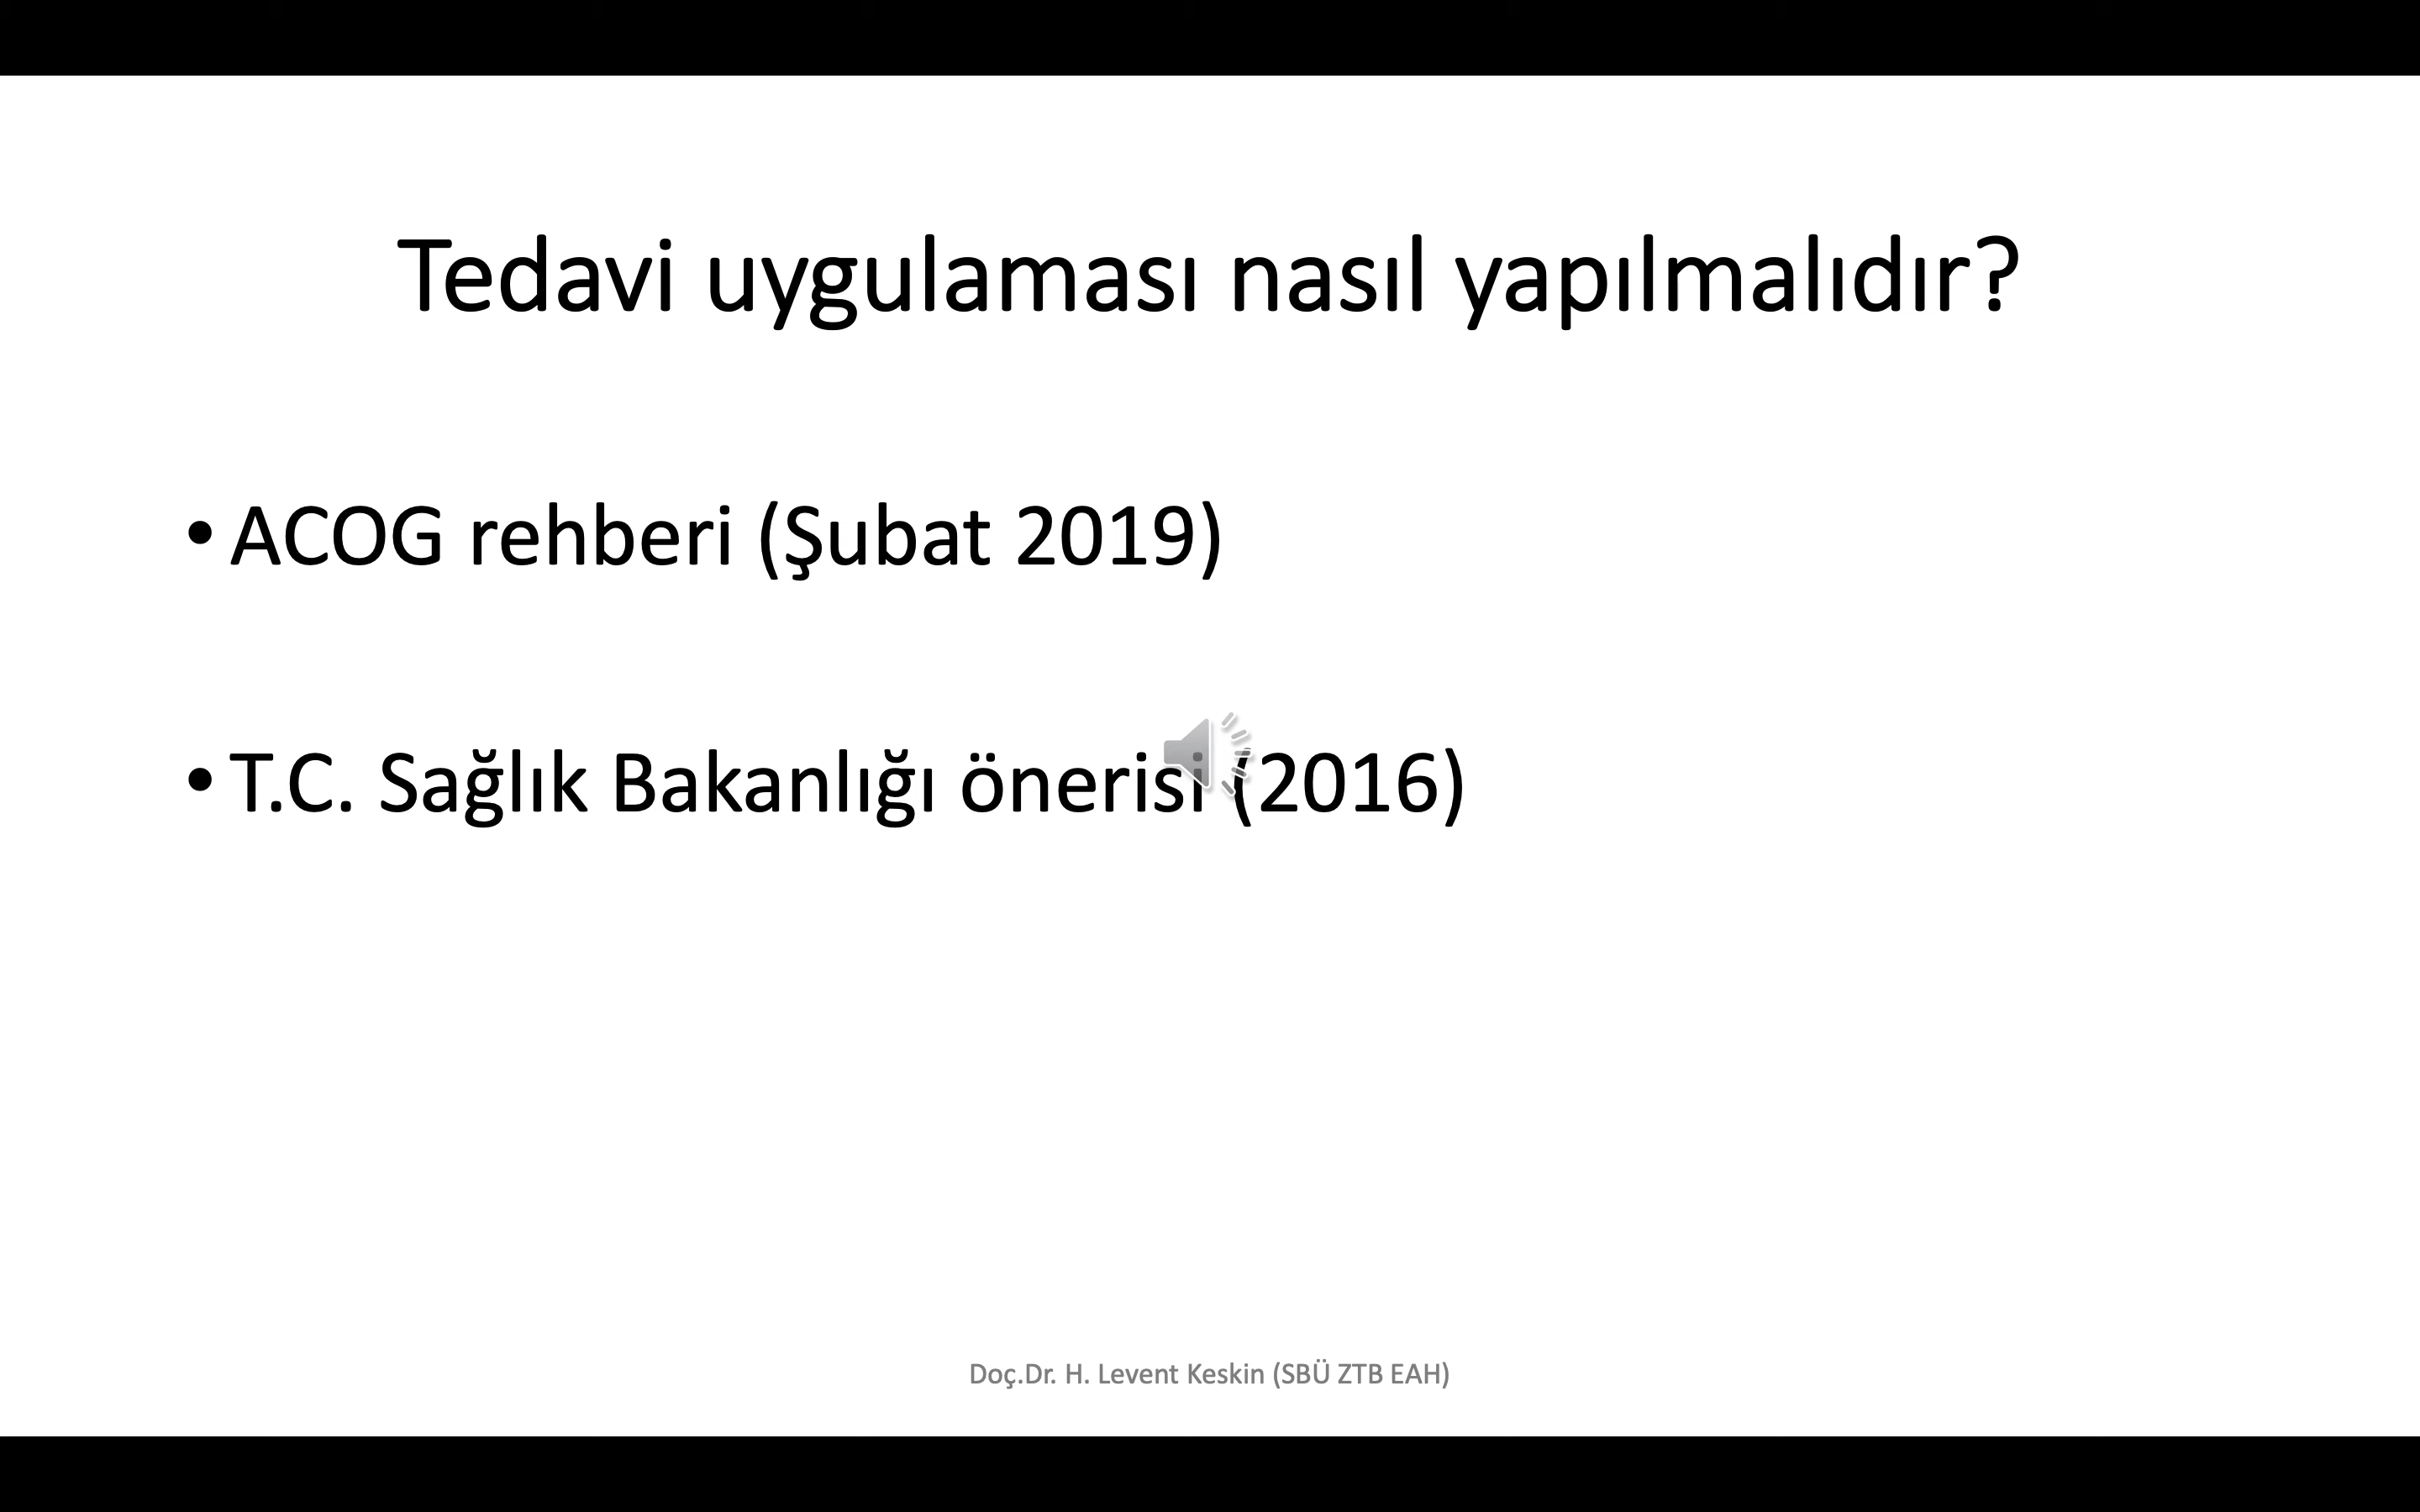 Tedavi uygulaması nasıl yapılmalıdır?
• ACOG rehberi (Şubat 2019)
• T.C. Sağlık Bakanlığı önerisi (2016)
Doç.Dr. H. Levent Keskin (SBÜ ZTB EAH)